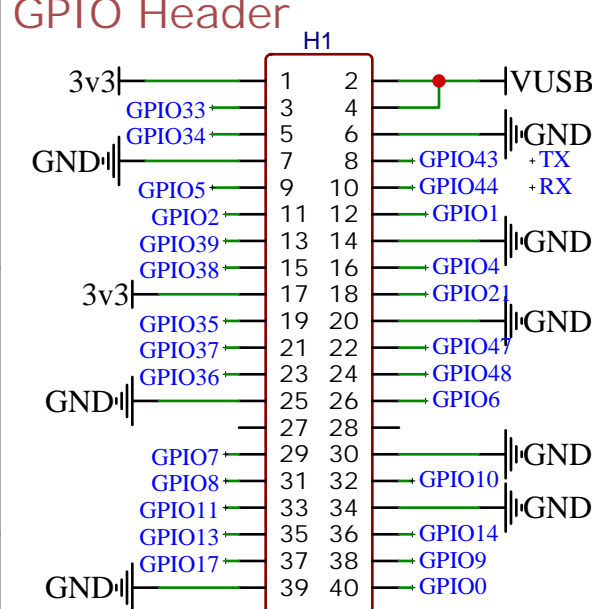 GPIO Header
H1
3v3 1 2 VUSB
GPIO33 3 4
GPIO34 5 6 GND
GND 7 8 GPIO43 TX
GPIO5 9 10 GPIO44 RX
GPIO2 11 12 GPIO1
GPIO39 13 14 GND
GPIO38 15 16 GPIO4
3v3 17 18 GPIO21
GPIO35 19 20 GND
GPIO37 21 22 GPIO47
GPIO36 23 24 GPIO48
GND 25 26 GPIO6
27 28
GPIO7 29 30 GND
GPIO8 31 32 GPIO10
GPIO11 33 34 GND
GPIO13 35 36 GPIO14
GPIO17 37 38 GPIO9
GND 39 40 GPIO0